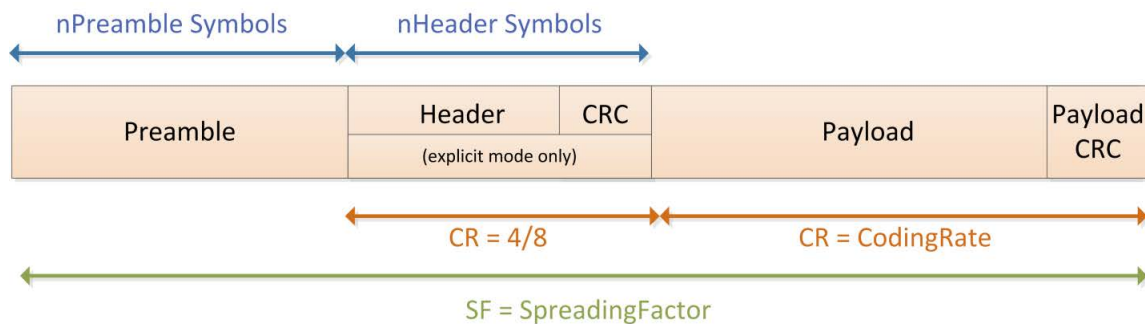 nPreamble Symbols
nHeader Symbols
Preamble
Header
CRC
(explicit mode only)
Payload
Payload
CRC
CR = 4/8
CR = CodingRate
SF = SpreadingFactor